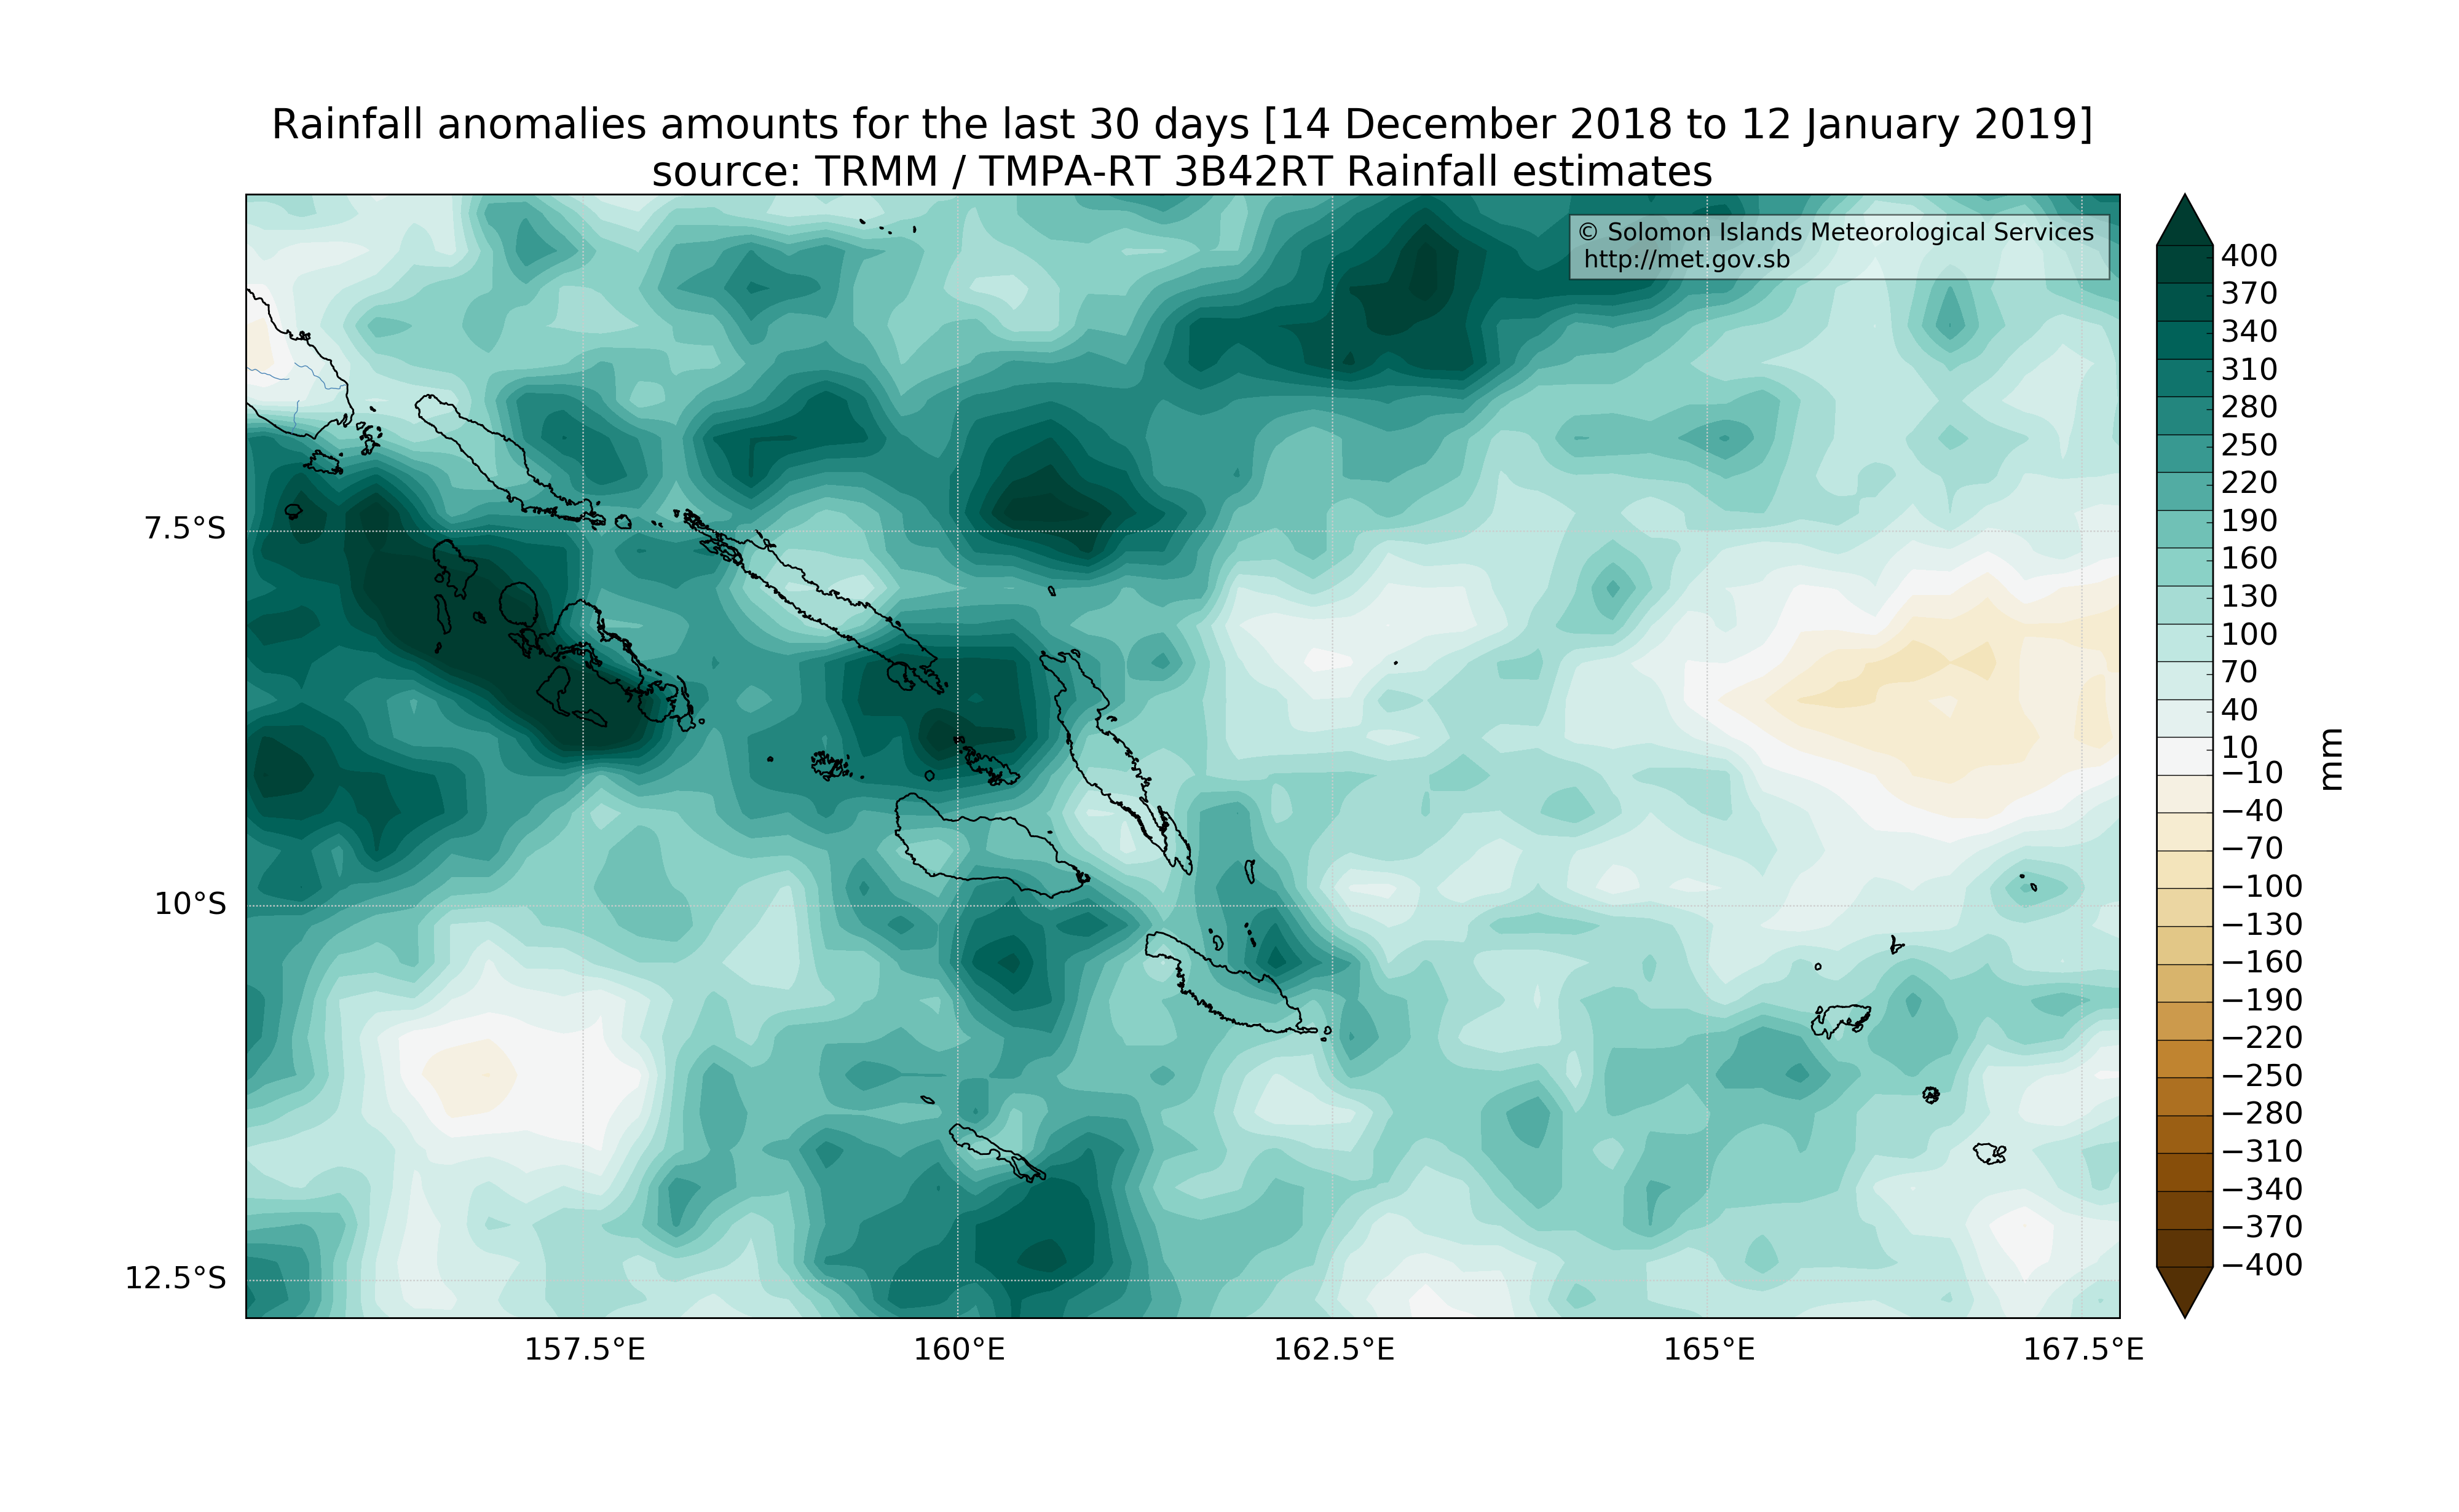 Rainfall anomalies amounts for the last 30 days [14 December 2018 to 12 January 2019]
source: TRMM / TMPA-RT 3B42RT Rainfall estimates
© Solomon Islands Meteorological Services
http://met.gov.sb
7.5°S
10°S
12.5°S
157.5°E
160°E
162.5°E
165°E
167.5°E
400
370
340
310
280
250
220
190
160
130
100
70
40
10
−10
−40
−70
−100
−130
−160
−190
−220
−250
−280
−310
−340
−370
−400
mm